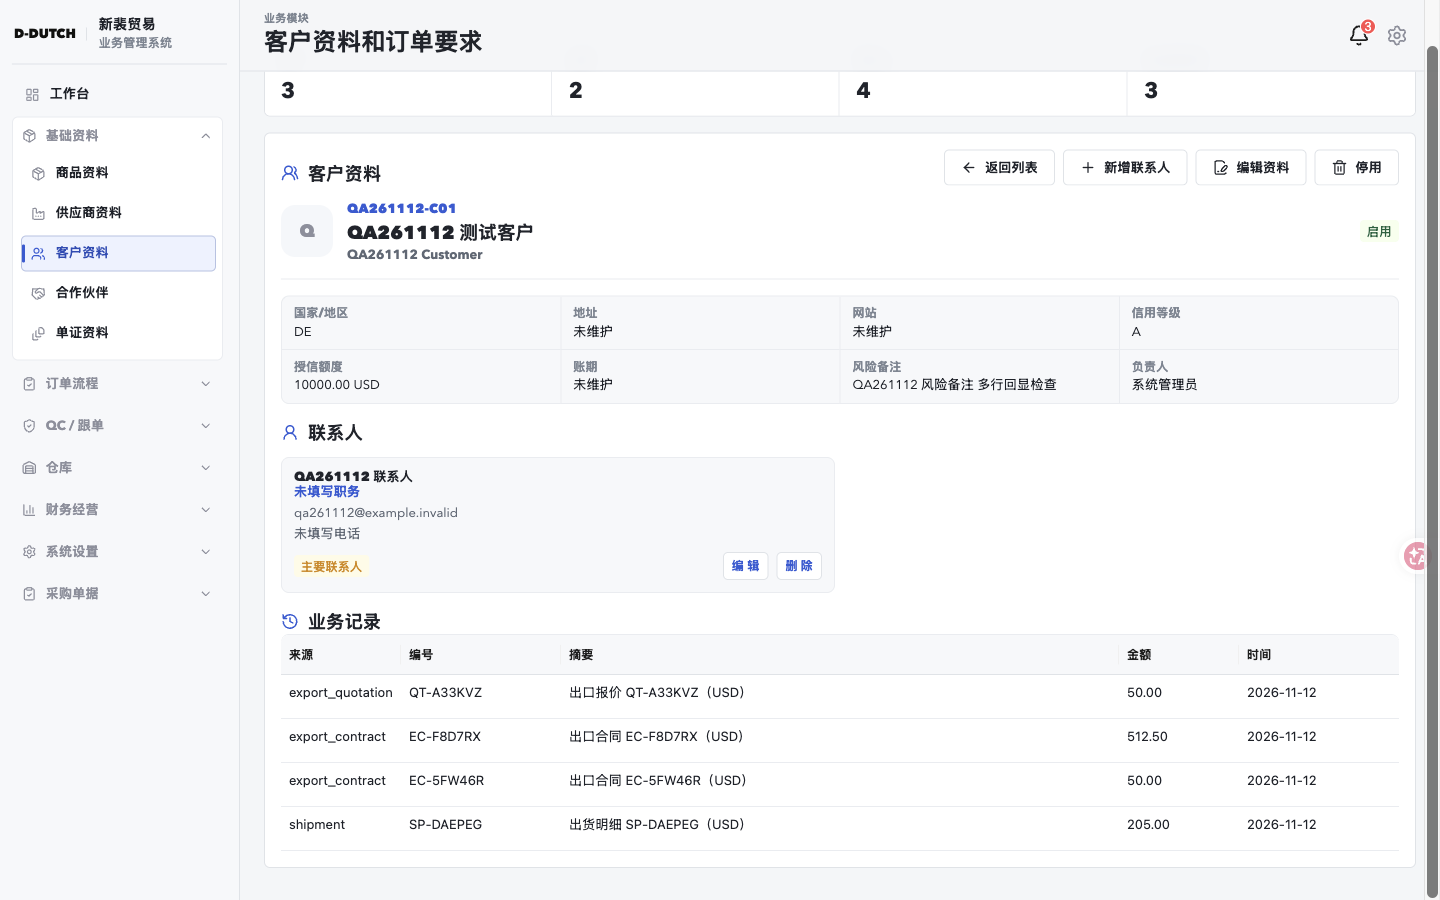 D-DUTCH
新装贸易
业务管理系统
工作台
基础资料
商品资料
供应商资料
客户资料
合作伙伴
单证资料
订单流程
QC / 跟单
仓库
财务经营
系统设置
采购单据
业务模块
客户资料和订单要求
3
3
2
4
3
客户资料
返回列表
新增联系人
编辑资料
停用
Q
QA261112-C01
QA261112 测试客户
QA261112 Customer
启用
国家/地区
DE
地址
未维护
网站
未维护
信用等级
A
授信额度
10000.00 USD
账期
未维护
风险备注
QA261112 风险备注 多行回显检查
负责人
系统管理员
联系人
QA261112 联系人
未填写职务
qa261112@example.invalid
未填写电话
主要联系人
编 辑
删 除
业务记录
来源 编号 摘要 金额 时间
export_quotation QT-A33KVZ 出口报价 QT-A33KVZ（USD） 50.00 2026-11-12
export_contract EC-F8D7RX 出口合同 EC-F8D7RX（USD） 512.50 2026-11-12
export_contract EC-5FW46R 出口合同 EC-5FW46R（USD） 50.00 2026-11-12
shipment SP-DAEPEG 出货明细 SP-DAEPEG（USD） 205.00 2026-11-12